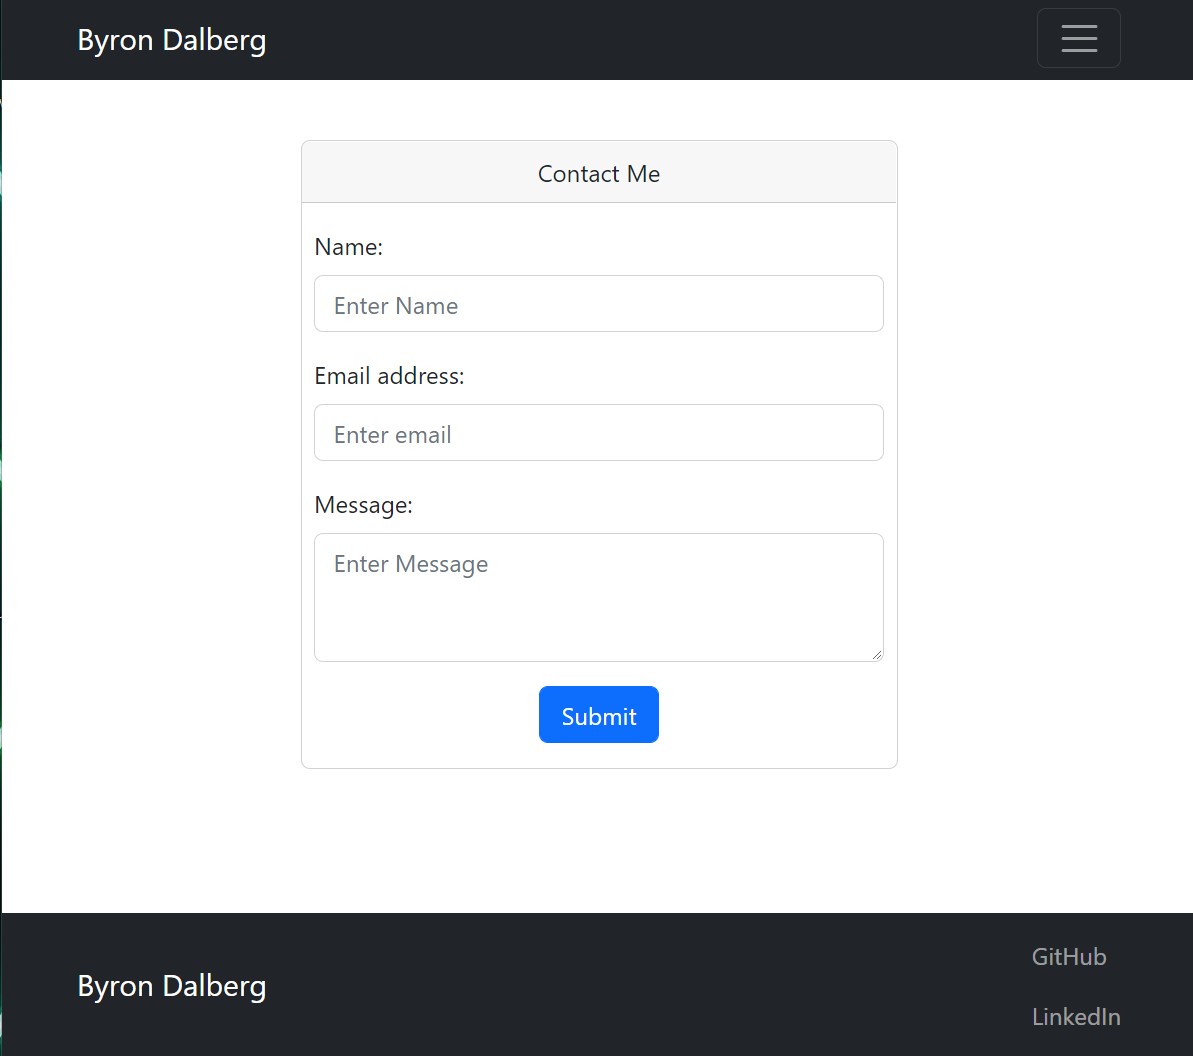 Byron Dalberg
Contact Me
Name:
Enter Name
Email address:
Enter email
Message:
Enter Message
Submit
Byron Dalberg
GitHub
LinkedIn